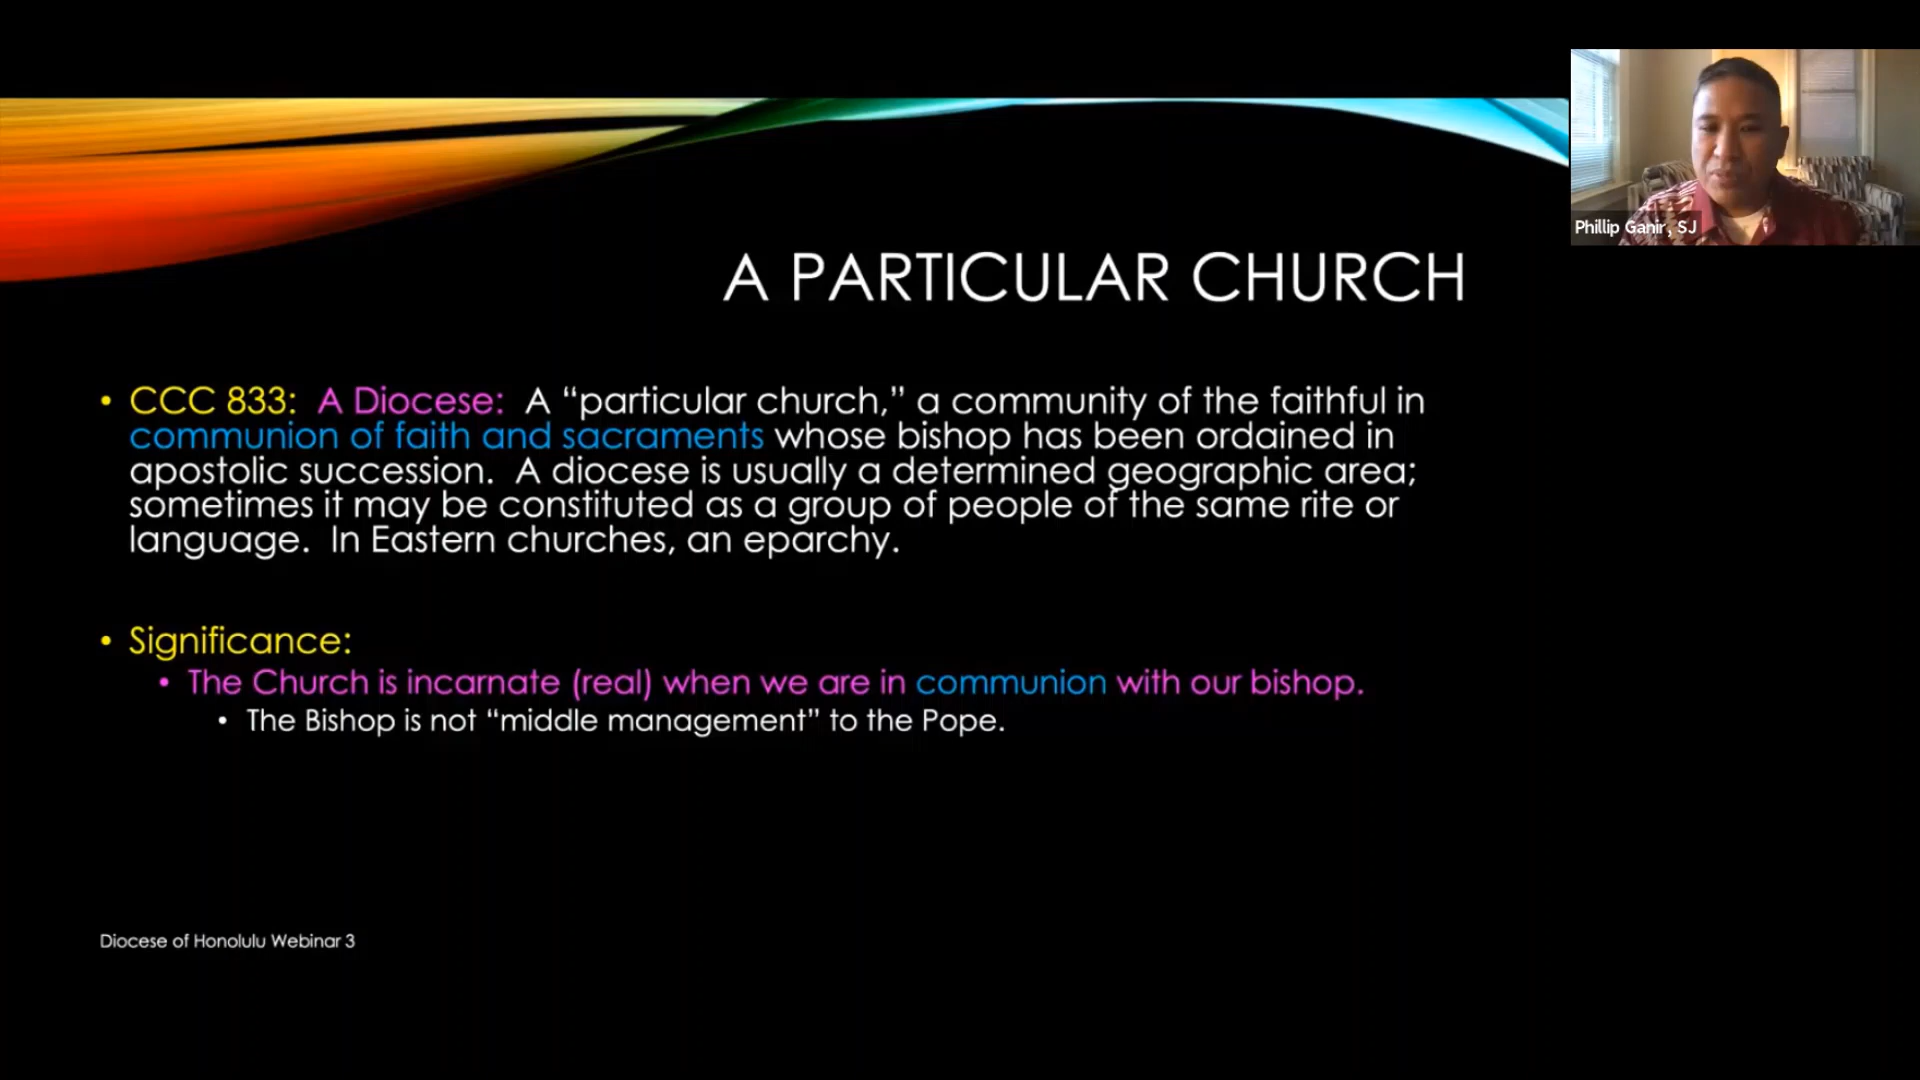 Phillip Ganir, SJ
A PARTICULAR CHURCH
• CCC 833:  A Diocese:  A “particular church,” a community of the faithful in
communion of faith and sacraments whose bishop has been ordained in
apostolic succession.  A diocese is usually a determined geographic area;
sometimes it may be constituted as a group of people of the same rite or
language.  In Eastern churches, an eparchy.
• Significance:
• The Church is incarnate (real) when we are in communion with our bishop.
• The Bishop is not “middle management” to the Pope.
Diocese of Honolulu Webinar 3